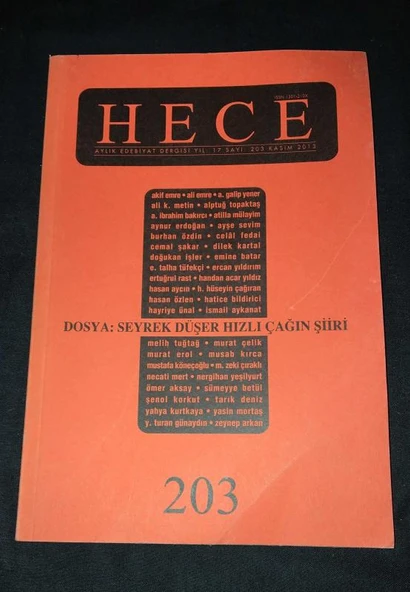 HECE
AYLIK EDEBİYAT DERGİSİ YIL: 17 SAYI: 203 KASIM 2013
akif emre • ali emre • a. galip yener
ali k. metin • alptuğ topaktaş
a. ibrahim bakırcı • atilla mülayim
aynur erdoğan • ayşe sevim
burhan özdin • celâl fedai
cemal şakar • dilek kartal
doğukan işler • emine batar
e. talha tüfekçi • ercan yıldırım
ertuğrul rast • handan acar yıldız
hasan aycın • h. hüseyin çağıran
hasan özlen • hatice bildirici
hayriye ünal • ismail aykanat
DOSYA: SEYREK DÜŞER HIZLI ÇAĞIN ŞİİRİ
melih tuğtağ • murat çelik
murat erol • musab kırca
mustafa köneçoğlu • m. zeki çıraklı
necati mert • nergihan yeşilyurt
ömer aksay • sümeyye betül
şenol korkut • tarık deniz
yahya kurtkaya • yasin mortaş
y. turan günaydın • zeynep arkan
203